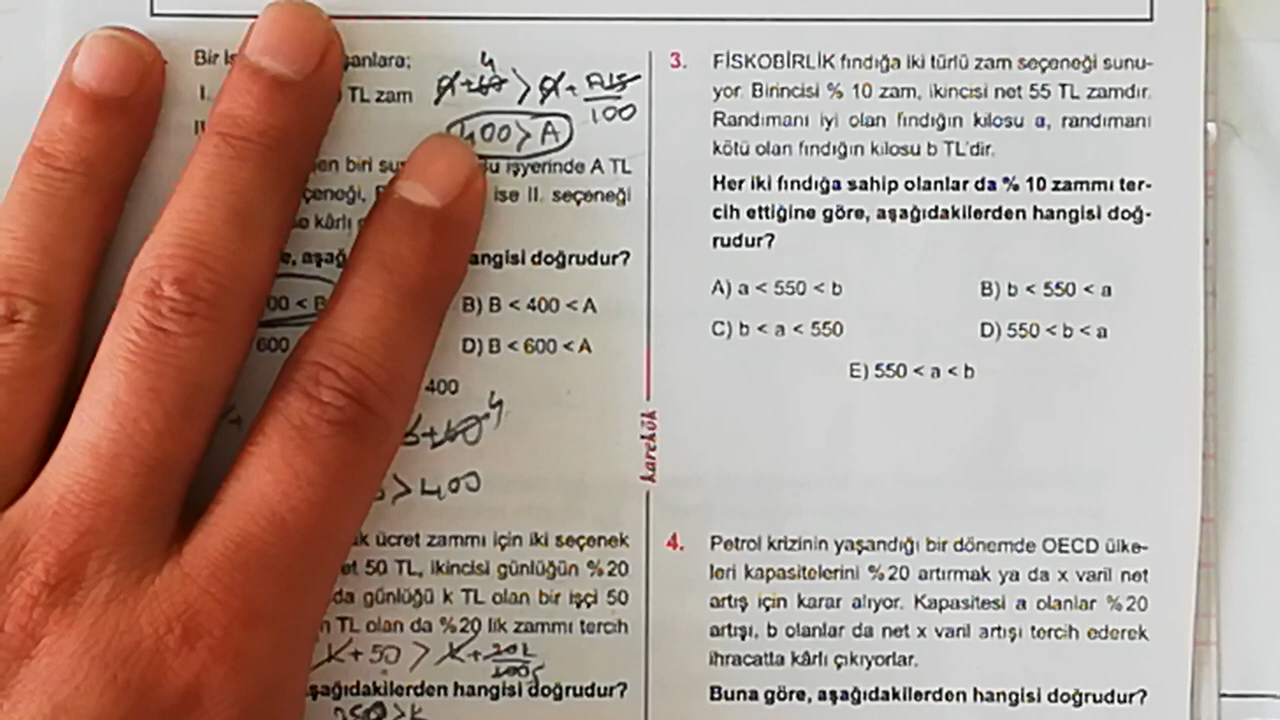 Bir
şanlara;
I. TL zam
400 > A
en biri su u işyerinde A TL
çeneği, ise II. seçeneği
kârlı
e, aşağ angisi doğrudur?
00 < B B) B < 400 < A
600 D) B < 600 < A
400
> 400
k ücret zammı için iki seçenek
et 50 TL, ikincisi günlüğün %20
da günlüğü k TL olan bir işçi 50
n TL olan da %20 lik zammı tercih
k + 50 > k +
şağıdakilerden hangisi doğrudur?
karekök
3. FİSKOBİRLİK fındığa iki türlü zam seçeneği sunu-
yor. Birincisi % 10 zam, ikincisi net 55 TL zamdır.
Randımanı iyi olan fındığın kilosu a, randımanı
kötü olan fındığın kilosu b TL'dir.
Her iki fındığa sahip olanlar da % 10 zammı ter-
cih ettiğine göre, aşağıdakilerden hangisi doğ-
rudur?
A) a < 550 < b B) b < 550 < a
C) b < a < 550 D) 550 < b < a
E) 550 < a < b
4. Petrol krizinin yaşandığı bir dönemde OECD ülke-
leri kapasitelerini %20 artırmak ya da x varil net
artış için karar alıyor. Kapasitesi a olanlar %20
artışı, b olanlar da net x varil artışı tercih ederek
ihracatta kârlı çıkıyorlar.
Buna göre, aşağıdakilerden hangisi doğrudur?